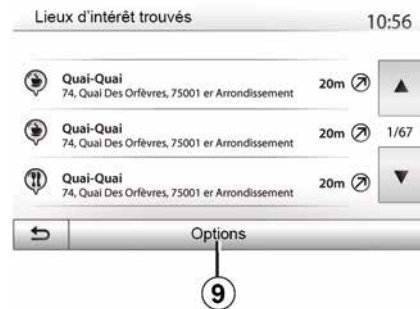 Lieux d'intérêt trouvés 10:56
Quai-Quai
74, Quai Des Orfèvres, 75001 er Arrondissement
20m
Quai-Quai
74, Quai Des Orfèvres, 75001 er Arrondissement
20m
1/67
Quai-Quai
74, Quai Des Orfèvres, 75001 er Arrondissement
20m
Options
9